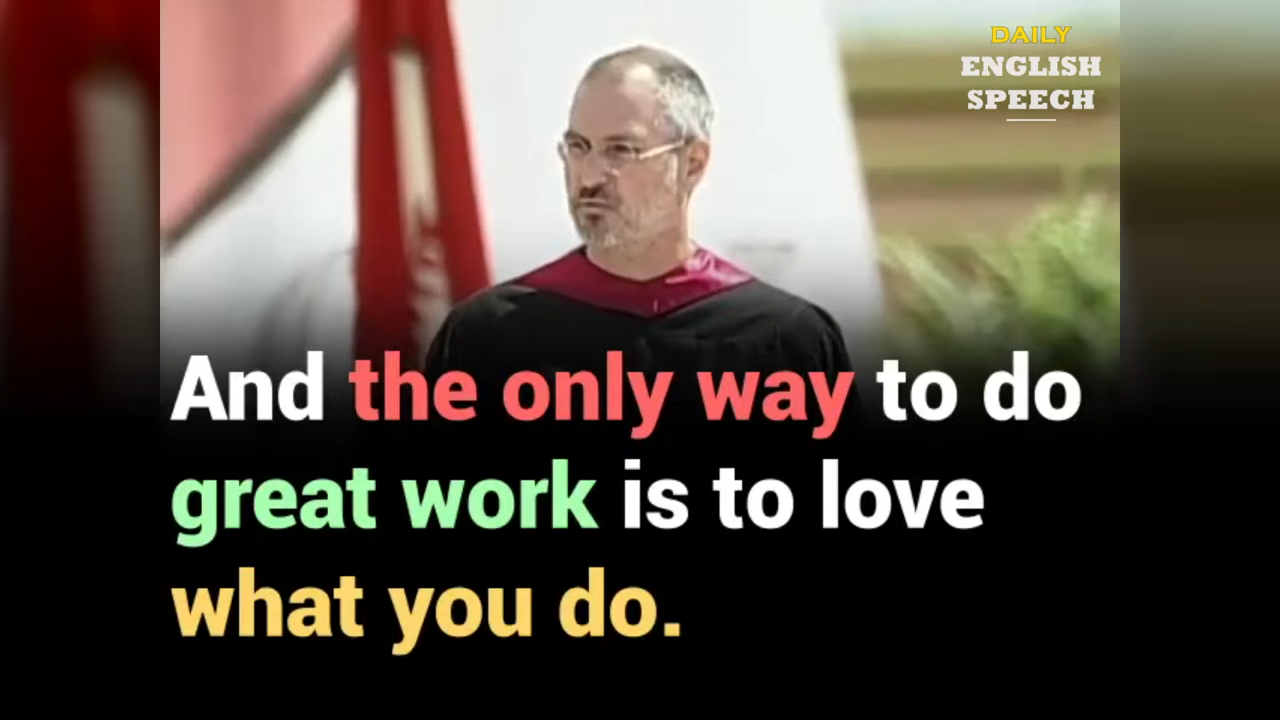 DAILY
ENGLISH
SPEECH
And the only way to do
great work is to love
what you do.